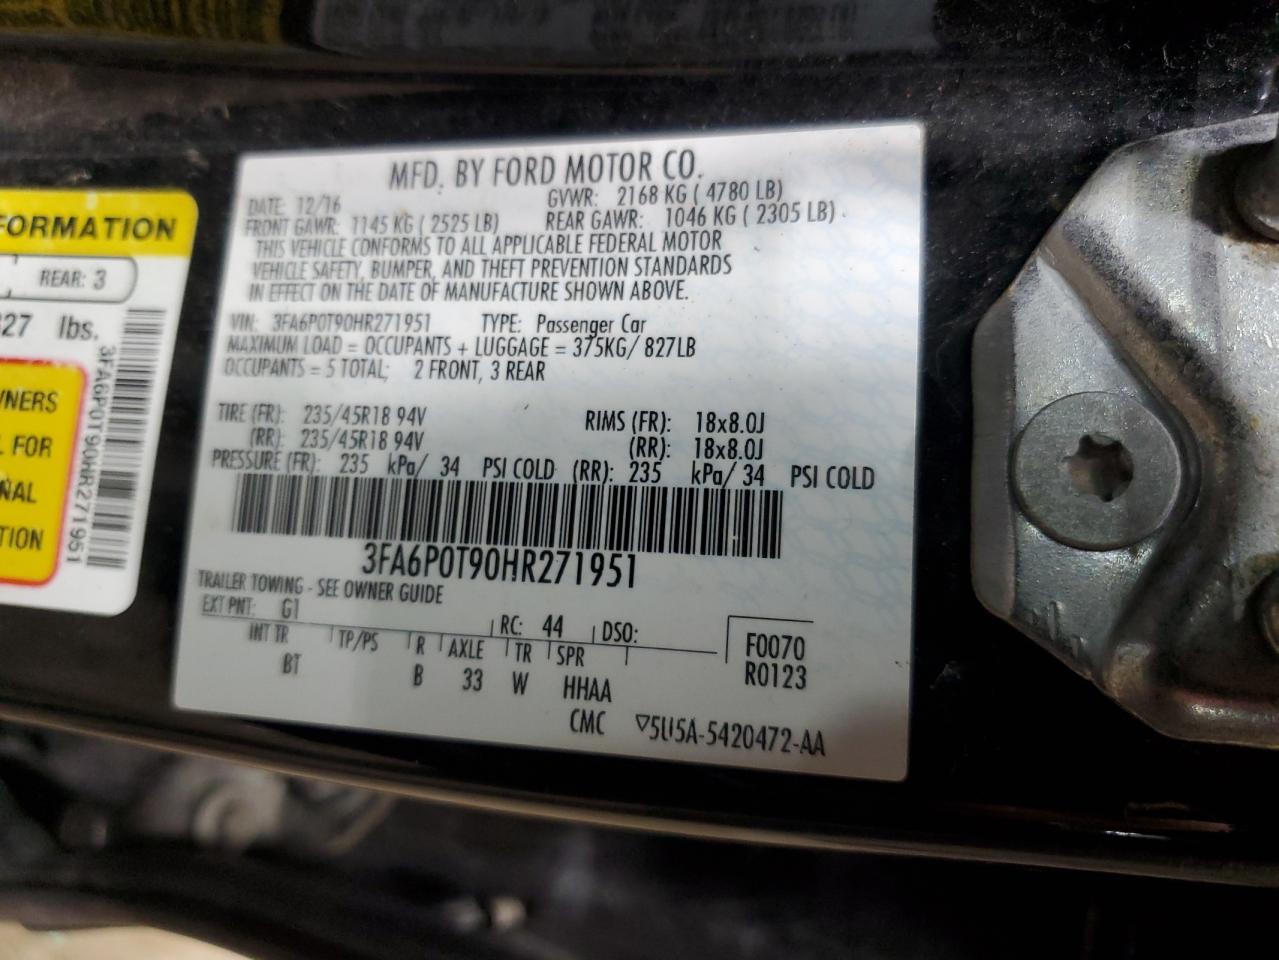 MFD. BY FORD MOTOR CO.
DATE: 12/16 GVWR: 2168 KG ( 4780 LB)
FRONT GAWR: 1145 KG ( 2525 LB) REAR GAWR: 1046 KG ( 2305 LB)
THIS VEHICLE CONFORMS TO ALL APPLICABLE FEDERAL MOTOR
VEHICLE SAFETY, BUMPER, AND THEFT PREVENTION STANDARDS
IN EFFECT ON THE DATE OF MANUFACTURE SHOWN ABOVE.
VIN: 3FA6P0T90HR271951 TYPE: Passenger Car
MAXIMUM LOAD = OCCUPANTS + LUGGAGE = 375KG/ 827LB
OCCUPANTS = 5 TOTAL; 2 FRONT, 3 REAR
TIRE (FR): 235/45R18 94V RIMS (FR): 18x8.0J
(RR): 235/45R18 94V (RR): 18x8.0J
PRESSURE (FR): 235 kPa/ 34 PSI COLD (RR): 235 kPa/ 34 PSI COLD
3FA6P0T90HR271951
TRAILER TOWING - SEE OWNER GUIDE
EXT PNT: G1 RC: 44 DSO: F0070
INT TR TP/PS R AXLE TR SPR R0123
BT B 33 W HHAA
CMC ▽5U5A-5420472-AA
FORMATION
REAR: 3
827 lbs.
3FA6P0T90HR271951
WNERS
L FOR
NAL
TION